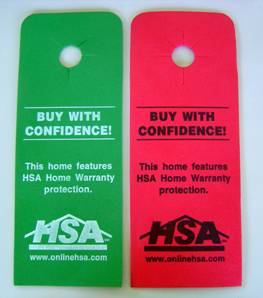 BUY WITH
CONFIDENCE!
This home features
HSA Home Warranty
protection.
HSA
www.onlinehsa.com
BUY WITH
CONFIDENCE!
This home features
HSA Home Warranty
protection.
HSA
www.onlinehsa.com